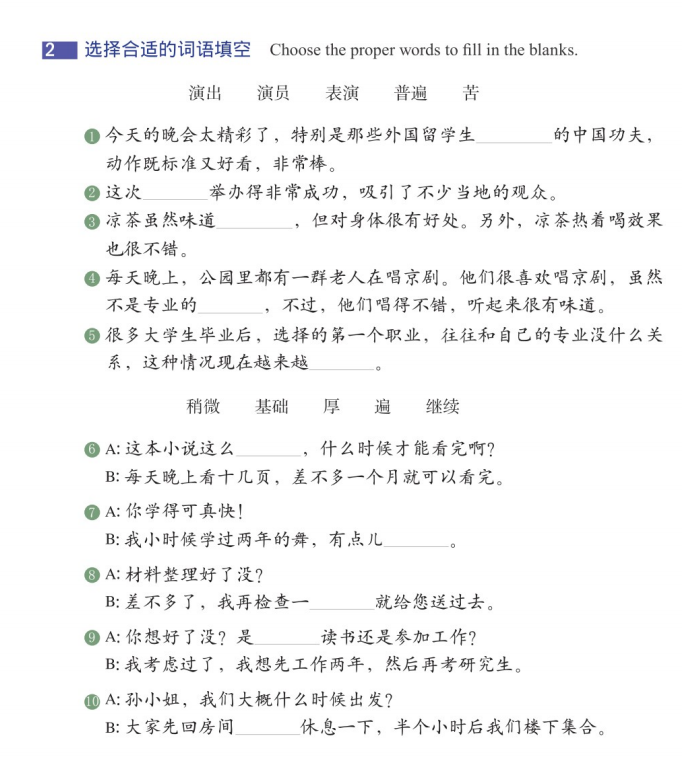 2 选择合适的词语填空 Choose the proper words to fill in the blanks.
演出 演员 表演 普遍 苦
❶ 今天的晚会太精彩了，特别是那些外国留学生________的中国功夫，
动作既标准又好看，非常棒。
❷ 这次________举办得非常成功，吸引了不少当地的观众。
❸ 凉茶虽然味道________，但对身体很有好处。另外，凉茶热着喝效果
也很不错。
❹ 每天晚上，公园里都有一群老人在唱京剧。他们很喜欢唱京剧，虽然
不是专业的________，不过，他们唱得不错，听起来很有味道。
❺ 很多大学生毕业后，选择的第一个职业，往往和自己的专业没什么关
系，这种情况现在越来越________。
稍微 基础 厚 遍 继续
❻ A: 这本小说这么________，什么时候才能看完啊？
B: 每天晚上看十几页，差不多一个月就可以看完。
❼ A: 你学得可真快！
B: 我小时候学过两年的舞，有点儿________。
❽ A: 材料整理好了没？
B: 差不多了，我再检查一________就给您送过去。
❾ A: 你想好了没？是________读书还是参加工作？
B: 我考虑过了，我想先工作两年，然后再考研究生。
❿ A: 孙小姐，我们大概什么时候出发？
B: 大家先回房间________休息一下，半个小时后我们楼下集合。